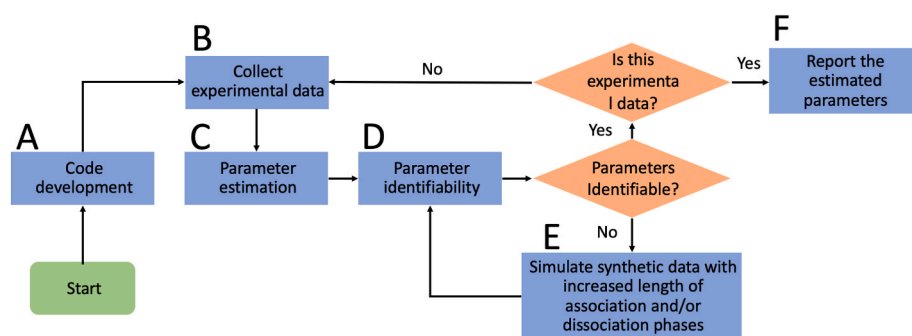 B
Collect
experimental data
No
Is this
experimenta
l data?
Yes
F
Report the
estimated
parameters
A
Code
development
C
Parameter
estimation
D
Parameter
identifiability
Yes
Parameters
Identifiable?
No
E
Simulate synthetic data with
increased length of
association and/or
dissociation phases
Start